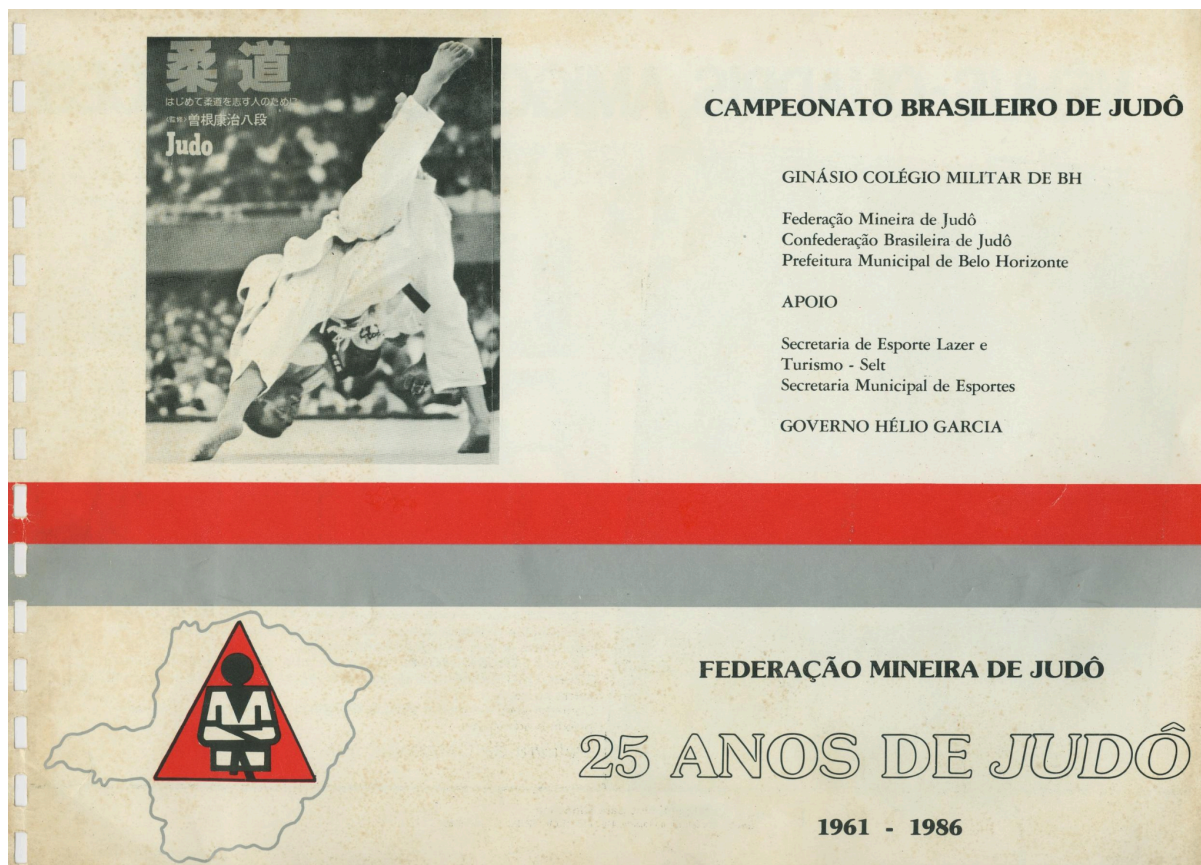 柔道
はじめて柔道を志す人のために
〈監修〉曽根康治八段
Judo
CAMPEONATO BRASILEIRO DE JUDÔ
GINÁSIO COLÉGIO MILITAR DE BH
Federação Mineira de Judô
Confederação Brasileira de Judô
Prefeitura Municipal de Belo Horizonte
APOIO
Secretaria de Esporte Lazer e
Turismo - Selt
Secretaria Municipal de Esportes
GOVERNO HÉLIO GARCIA
FEDERAÇÃO MINEIRA DE JUDÔ
25 ANOS DE JUDÔ
1961 - 1986